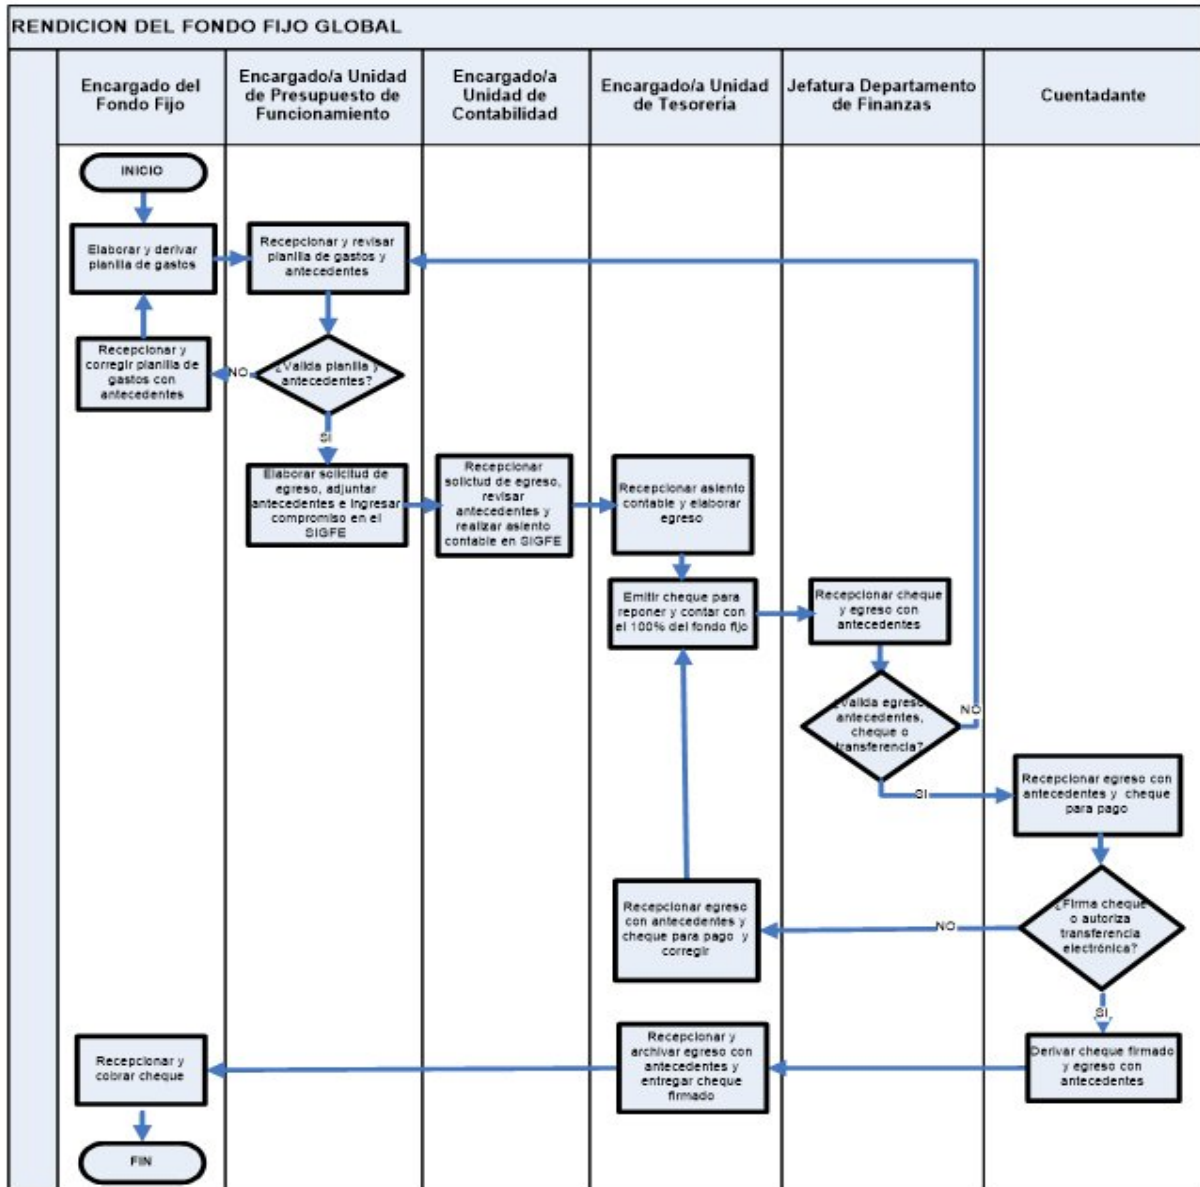 RENDICION DEL FONDO FIJO GLOBAL
Encargado del
Fondo Fijo
Encargado/a Unidad
de Presupuesto de
Funcionamiento
Encargado/a
Unidad de
Contabilidad
Encargado/a Unidad
de Tesorería
Jefatura Departamento
de Finanzas
Cuentadante
INICIO
Elaborar y derivar
planilla de gastos
Recepcionar y revisar
planilla de gastos y
antecedentes
Recepcionar y
corregir planilla de
gastos con
antecedentes
NO
¿Valida planilla y
antecedentes?
SI
Elaborar solicitud de
egreso, adjuntar
antecedentes e ingresar
compromiso en el
SIGFE
Recepcionar
solicitud de egreso,
revisar
antecedentes y
realizar asiento
contable en SIGFE
Recepcionar asiento
contable y elaborar
egreso
Emitir cheque para
reponer y contar con
el 100% del fondo fijo
Recepcionar cheque
y egreso con
antecedentes
¿Valida egreso,
antecedentes,
cheque o
transferencia?
NO
SI
Recepcionar egreso con
antecedentes y cheque
para pago
¿Firma cheque
o autoriza
transferencia
electrónica?
NO
Recepcionar egreso
con antecedentes y
cheque para pago y
corregir
SI
Derivar cheque firmado
y egreso con
antecedentes
Recepcionar y
archivar egreso con
antecedentes y
entregar cheque
firmado
Recepcionar y
cobrar cheque
FIN